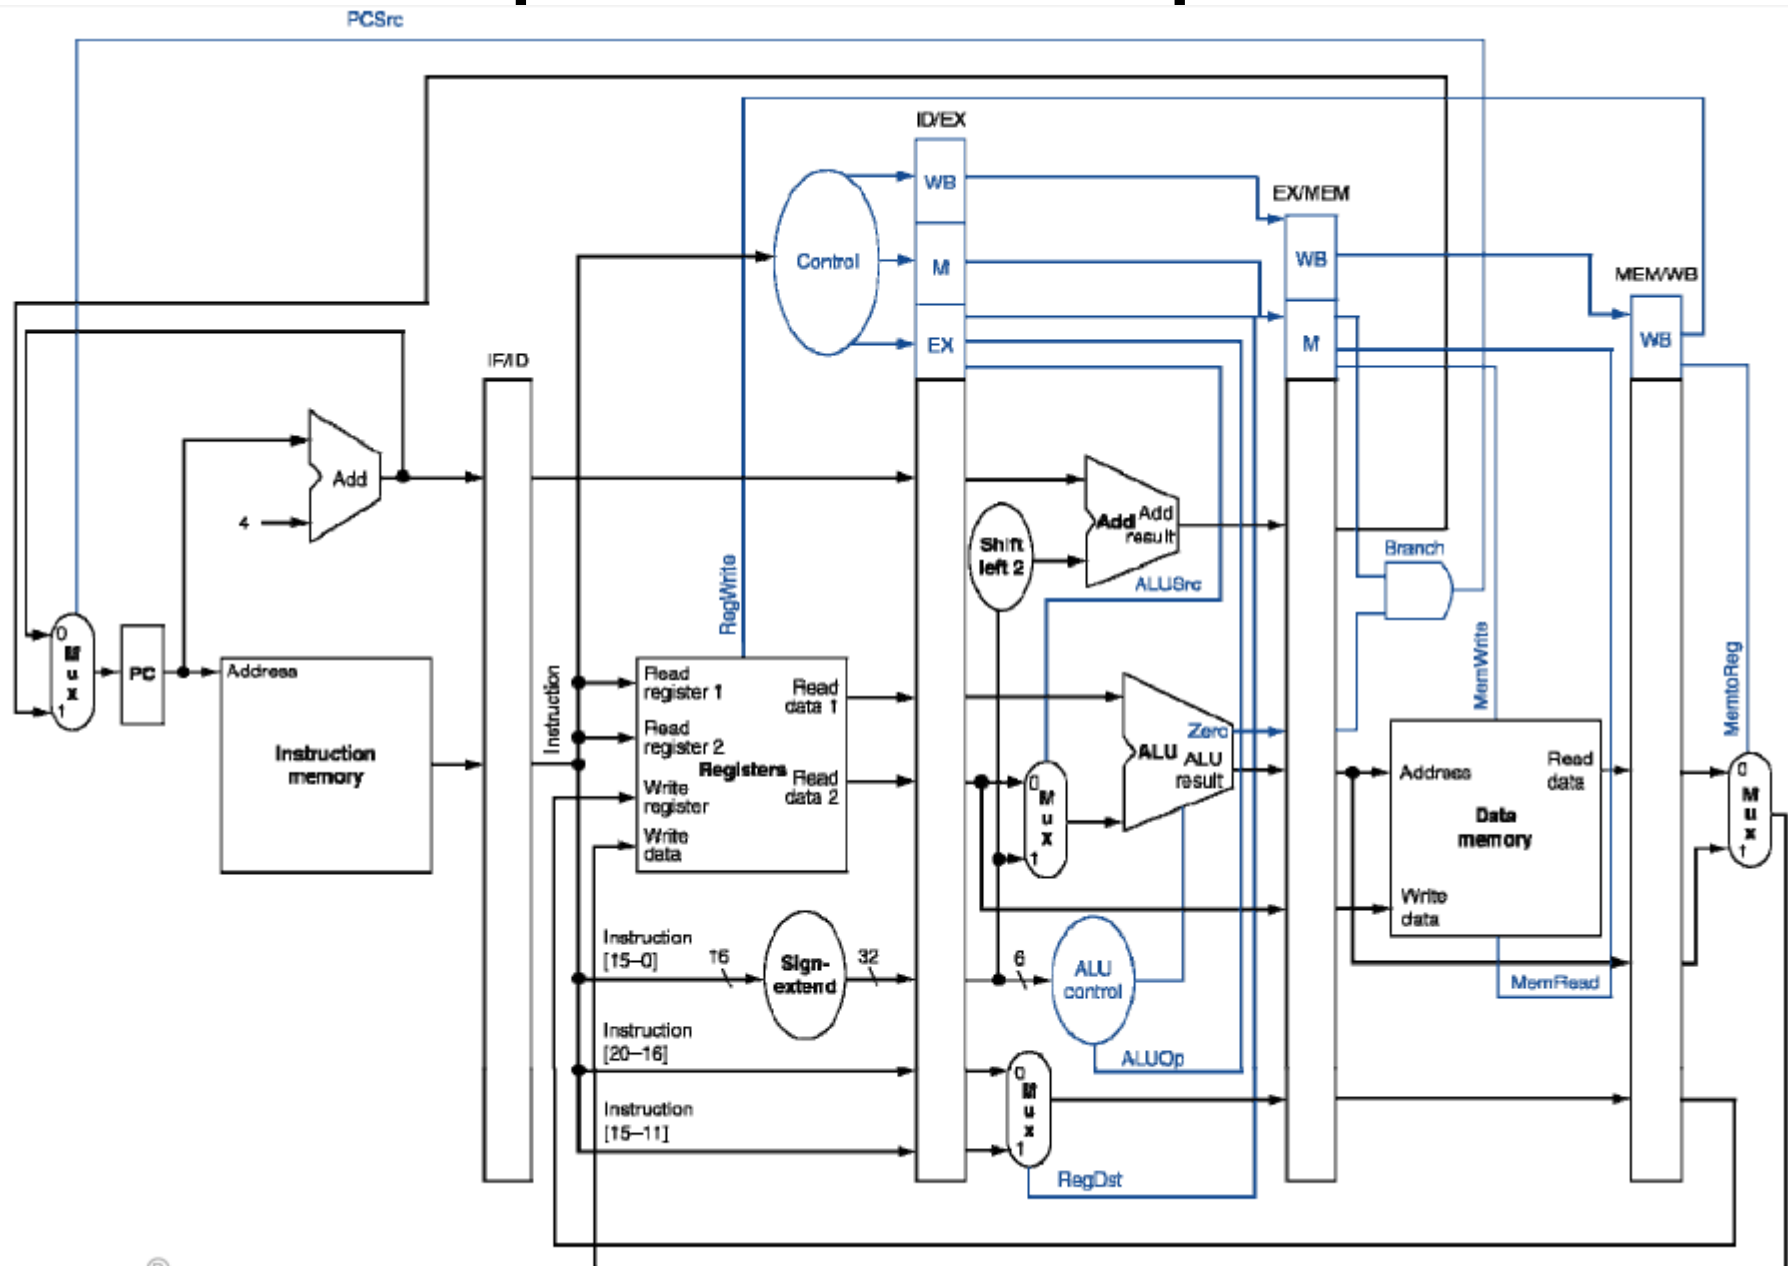 PCSrc
ID/EX
WB
EX/MEM
Control
M
WB
MEM/WB
EX
M
WB
IF/ID
Add
4
Shift
left 2
Add
Add
result
Branch
ALUSrc
RegWrite
MemWrite
MemtoReg
0
M
u
x
1
PC
Address
Instruction
memory
Instruction
Read
register 1
Read
data 1
Read
register 2
Registers
Read
data 2
Write
register
Write
data
Zero
ALU
ALU
result
0
M
u
x
1
Address
Read
data
Data
memory
Write
data
0
M
u
x
1
Instruction
[15–0]
16
Sign-
extend
32
6
ALU
control
MemRead
Instruction
[20–16]
0
M
u
x
1
ALUOp
Instruction
[15–11]
RegDst